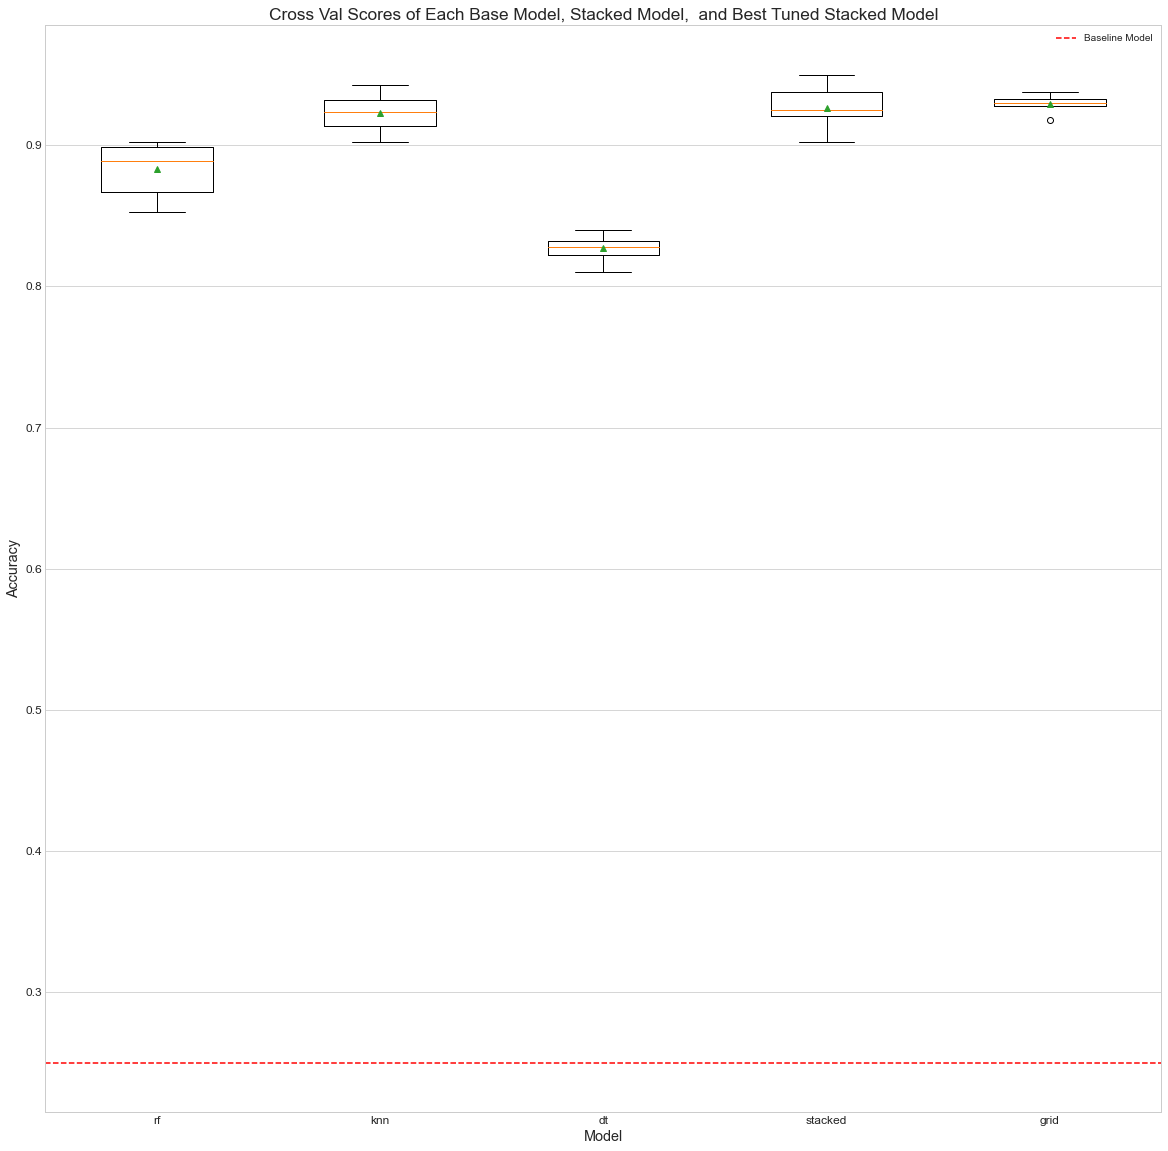 Cross Val Scores of Each Base Model, Stacked Model,  and Best Tuned Stacked Model
Baseline Model
0.9
0.8
0.7
0.6
0.5
0.4
0.3
Accuracy
rf knn dt stacked grid
Model